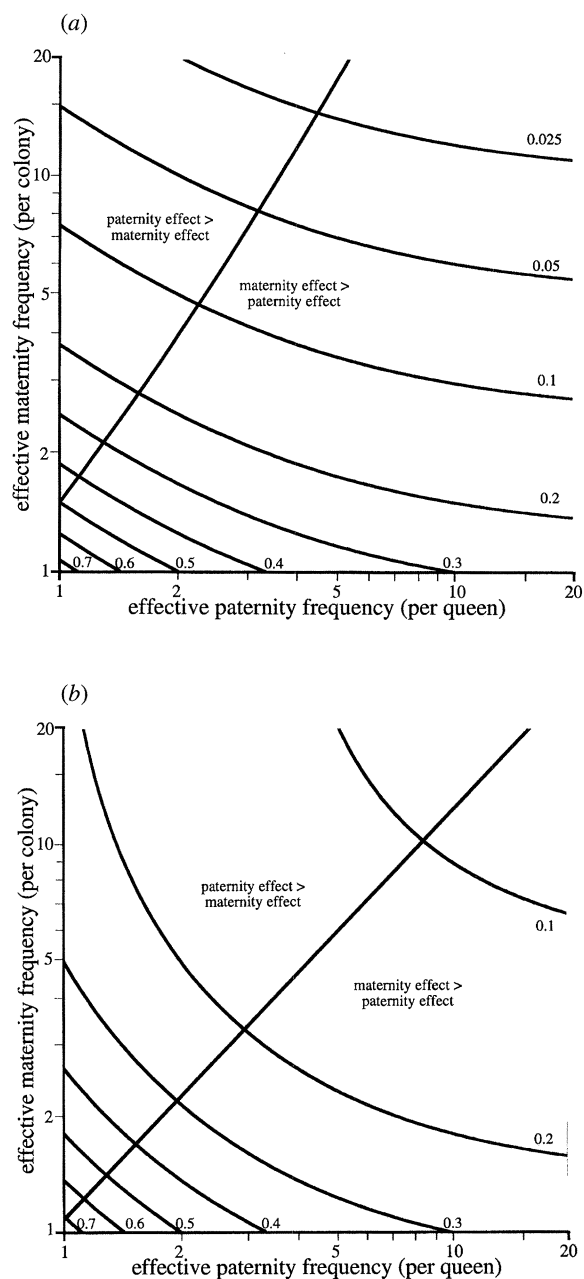 (a)
20
10
5
2
1
effective maternity frequency (per colony)
0.025
0.05
0.1
0.2
0.3
0.4
0.5
0.6
0.7
paternity effect >
maternity effect
maternity effect >
paternity effect
1
2
5
10
20
effective paternity frequency (per queen)
(b)
20
10
5
2
1
effective maternity frequency (per colony)
paternity effect >
maternity effect
maternity effect >
paternity effect
0.1
0.2
0.3
0.4
0.5
0.6
0.7
1
2
5
10
20
effective paternity frequency (per queen)